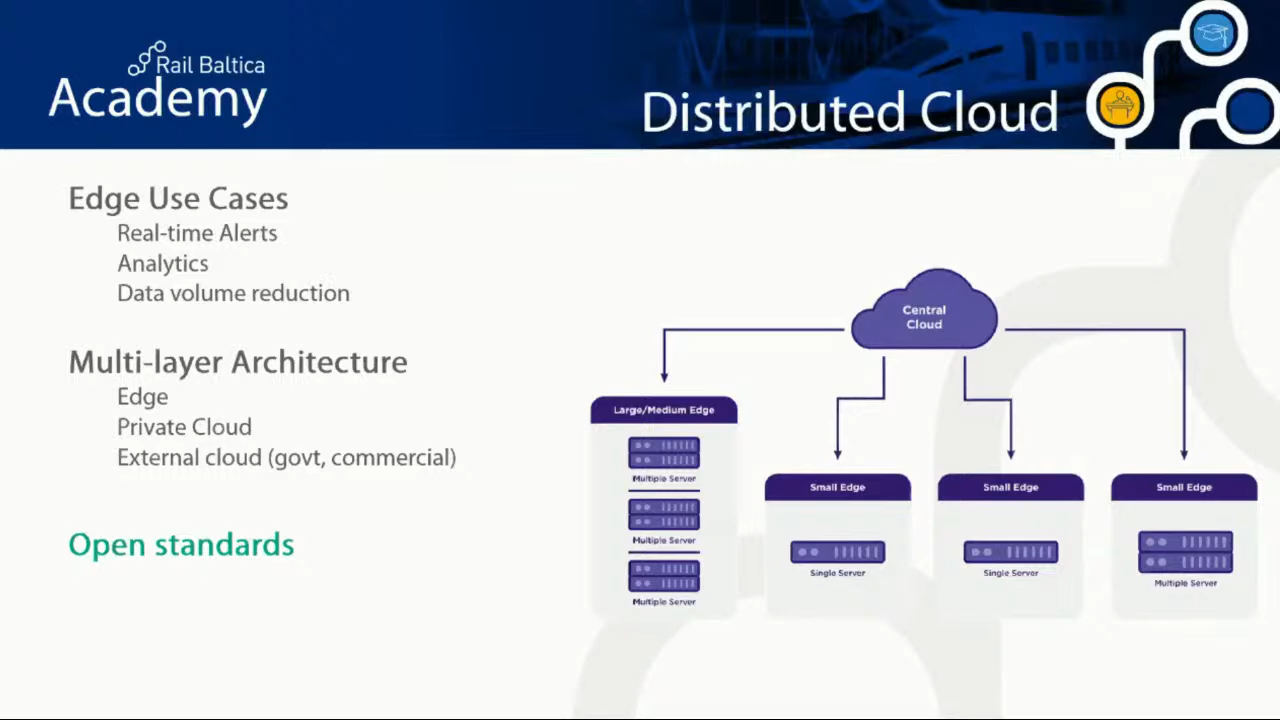 Rail Baltica
Academy
Distributed Cloud
Edge Use Cases
Real-time Alerts
Analytics
Data volume reduction
Multi-layer Architecture
Edge
Private Cloud
External cloud (govt, commercial)
Open standards
Central
Cloud
Large/Medium Edge
Multiple Server
Multiple Server
Multiple Server
Small Edge
Single Server
Small Edge
Single Server
Small Edge
Multiple Server